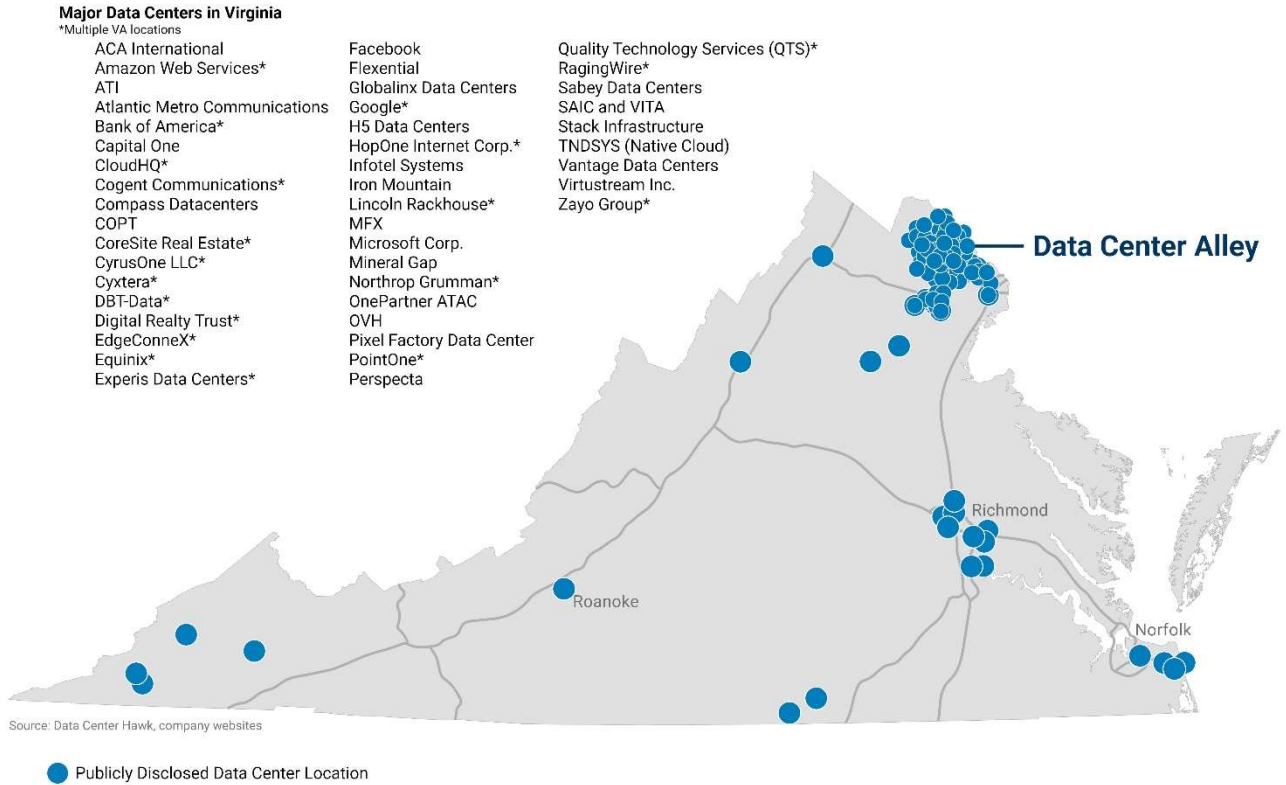 Major Data Centers in Virginia
*Multiple VA locations
ACA International
Amazon Web Services*
ATI
Atlantic Metro Communications
Bank of America*
Capital One
CloudHQ*
Cogent Communications*
Compass Datacenters
COPT
CoreSite Real Estate*
CyrusOne LLC*
Cyxtera*
DBT-Data*
Digital Realty Trust*
EdgeConneX*
Equinix*
Experis Data Centers*
Facebook
Flexential
Globalinx Data Centers
Google*
H5 Data Centers
HopOne Internet Corp.*
Infotel Systems
Iron Mountain
Lincoln Rackhouse*
MFX
Microsoft Corp.
Mineral Gap
Northrop Grumman*
OnePartner ATAC
OVH
Pixel Factory Data Center
PointOne*
Perspecta
Quality Technology Services (QTS)*
RagingWire*
Sabey Data Centers
SAIC and VITA
Stack Infrastructure
TNDSYS (Native Cloud)
Vantage Data Centers
Virtustream Inc.
Zayo Group*
Data Center Alley
Richmond
Roanoke
Norfolk
Source: Data Center Hawk, company websites
Publicly Disclosed Data Center Location